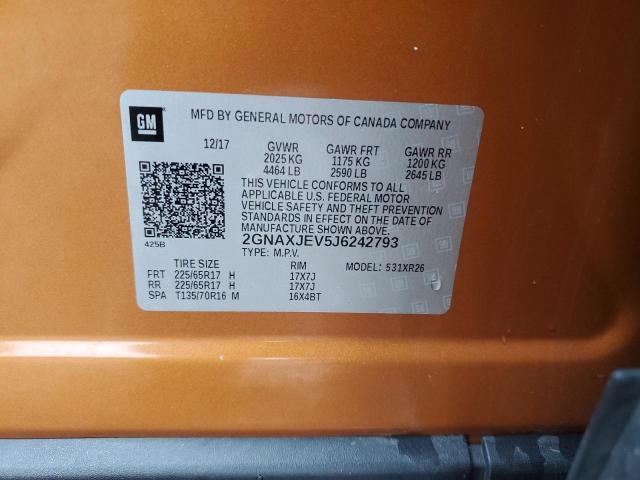 GM
MFD BY GENERAL MOTORS OF CANADA COMPANY
12/17 GVWR GAWR FRT GAWR RR
2025 KG 1175 KG 1200 KG
4464 LB 2590 LB 2645 LB
THIS VEHICLE CONFORMS TO ALL
APPLICABLE U.S. FEDERAL MOTOR
VEHICLE SAFETY AND THEFT PREVENTION
STANDARDS IN EFFECT ON THE DATE OF
MANUFACTURE SHOWN ABOVE.
425B 2GNAXJEV5J6242793
TYPE: M.P.V.
TIRE SIZE RIM MODEL: 531XR26
FRT 225/65R17 H 17X7J
RR 225/65R17 H 17X7J
SPA T135/70R16 M 16X4BT